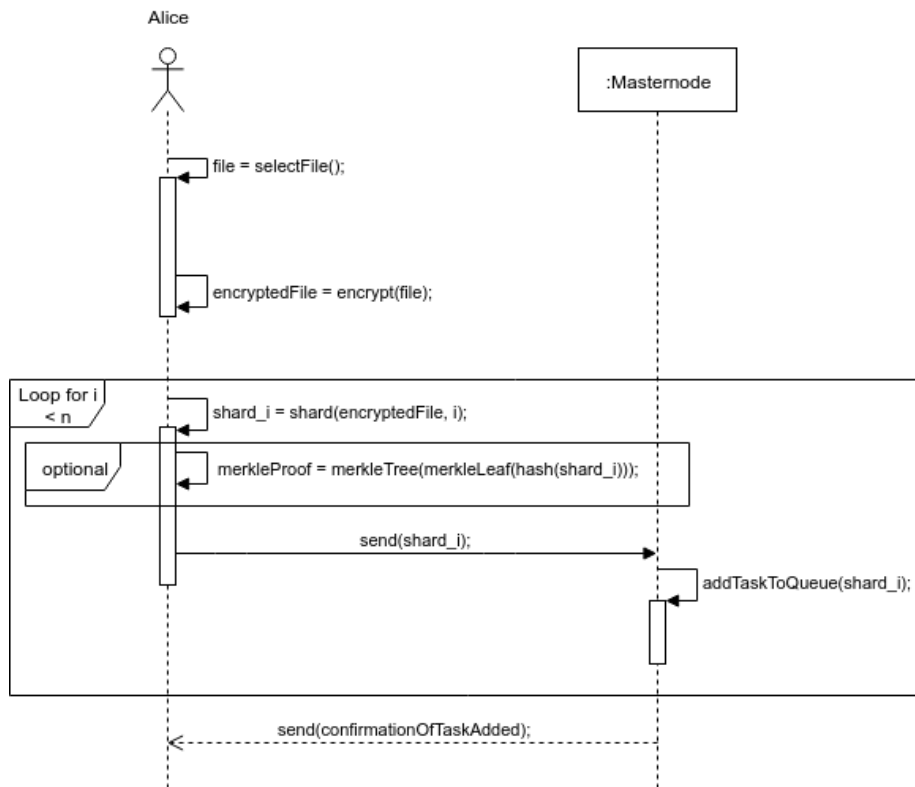 Alice
:Masternode
file = selectFile();
encryptedFile = encrypt(file);
Loop for i
< n
shard_i = shard(encryptedFile, i);
optional
merkleProof = merkleTree(merkleLeaf(hash(shard_i)));
send(shard_i);
addTaskToQueue(shard_i);
send(confirmationOfTaskAdded);